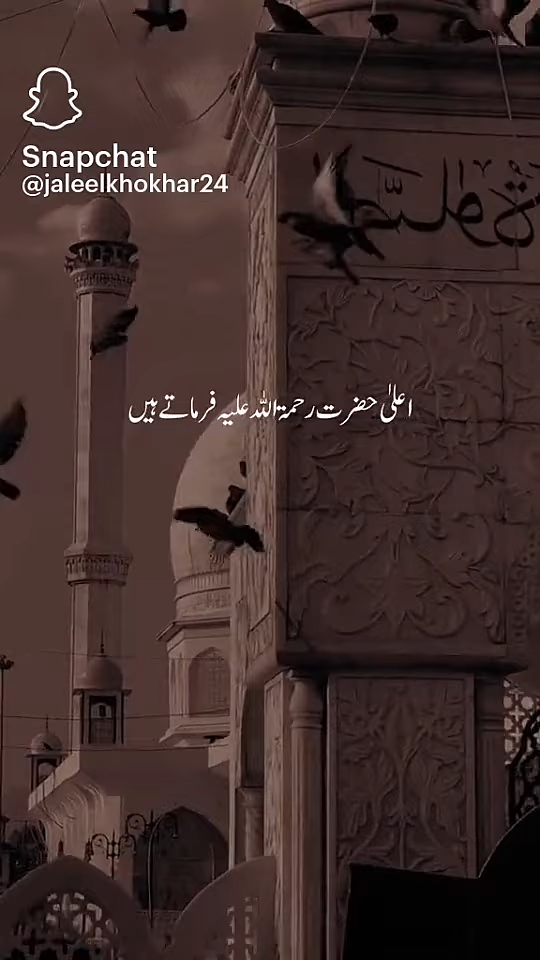 Snapchat
@jaleelkhokhar24
اعلیٰ حضرت رحمۃ اللہ علیہ فرماتے ہیں